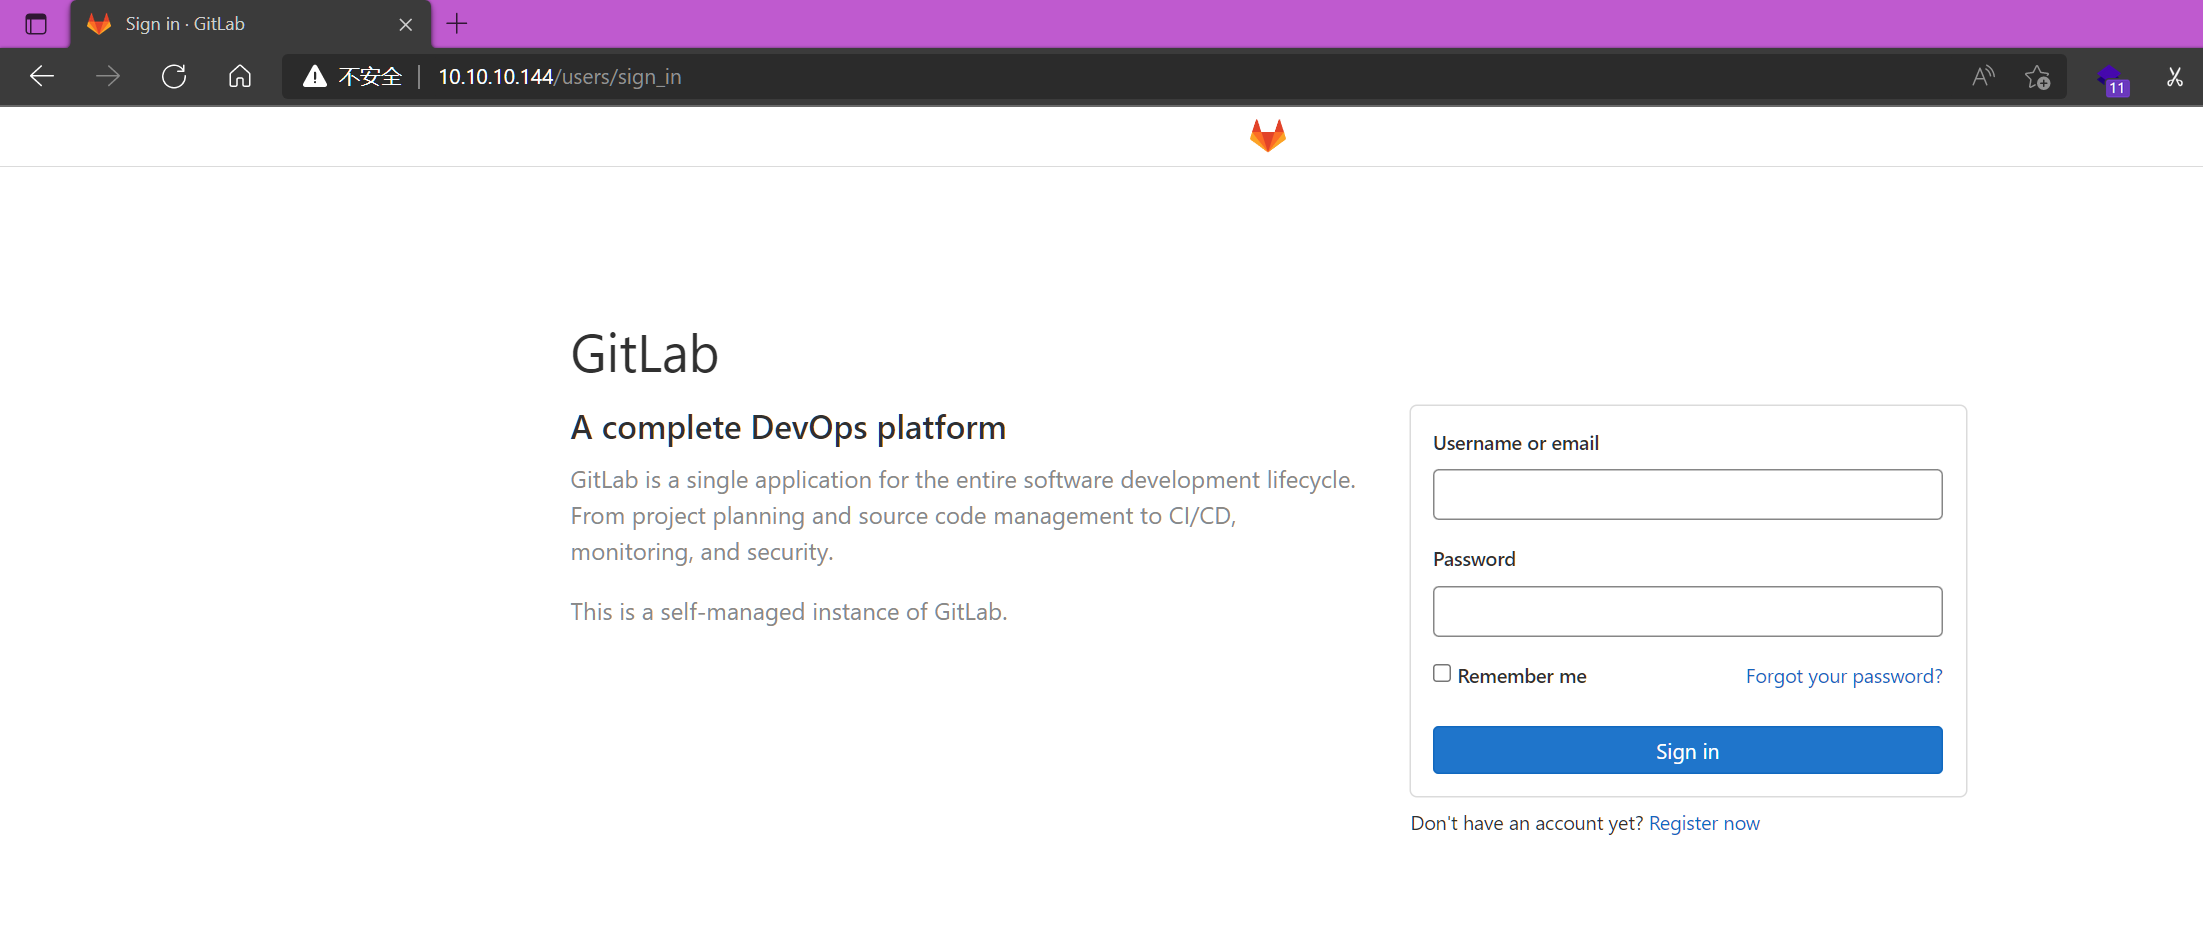 Sign in · GitLab
不安全 10.10.10.144/users/sign_in
11
GitLab
A complete DevOps platform
GitLab is a single application for the entire software development lifecycle.
From project planning and source code management to CI/CD,
monitoring, and security.
This is a self-managed instance of GitLab.
Username or email
Password
Remember me
Forgot your password?
Sign in
Don't have an account yet? Register now